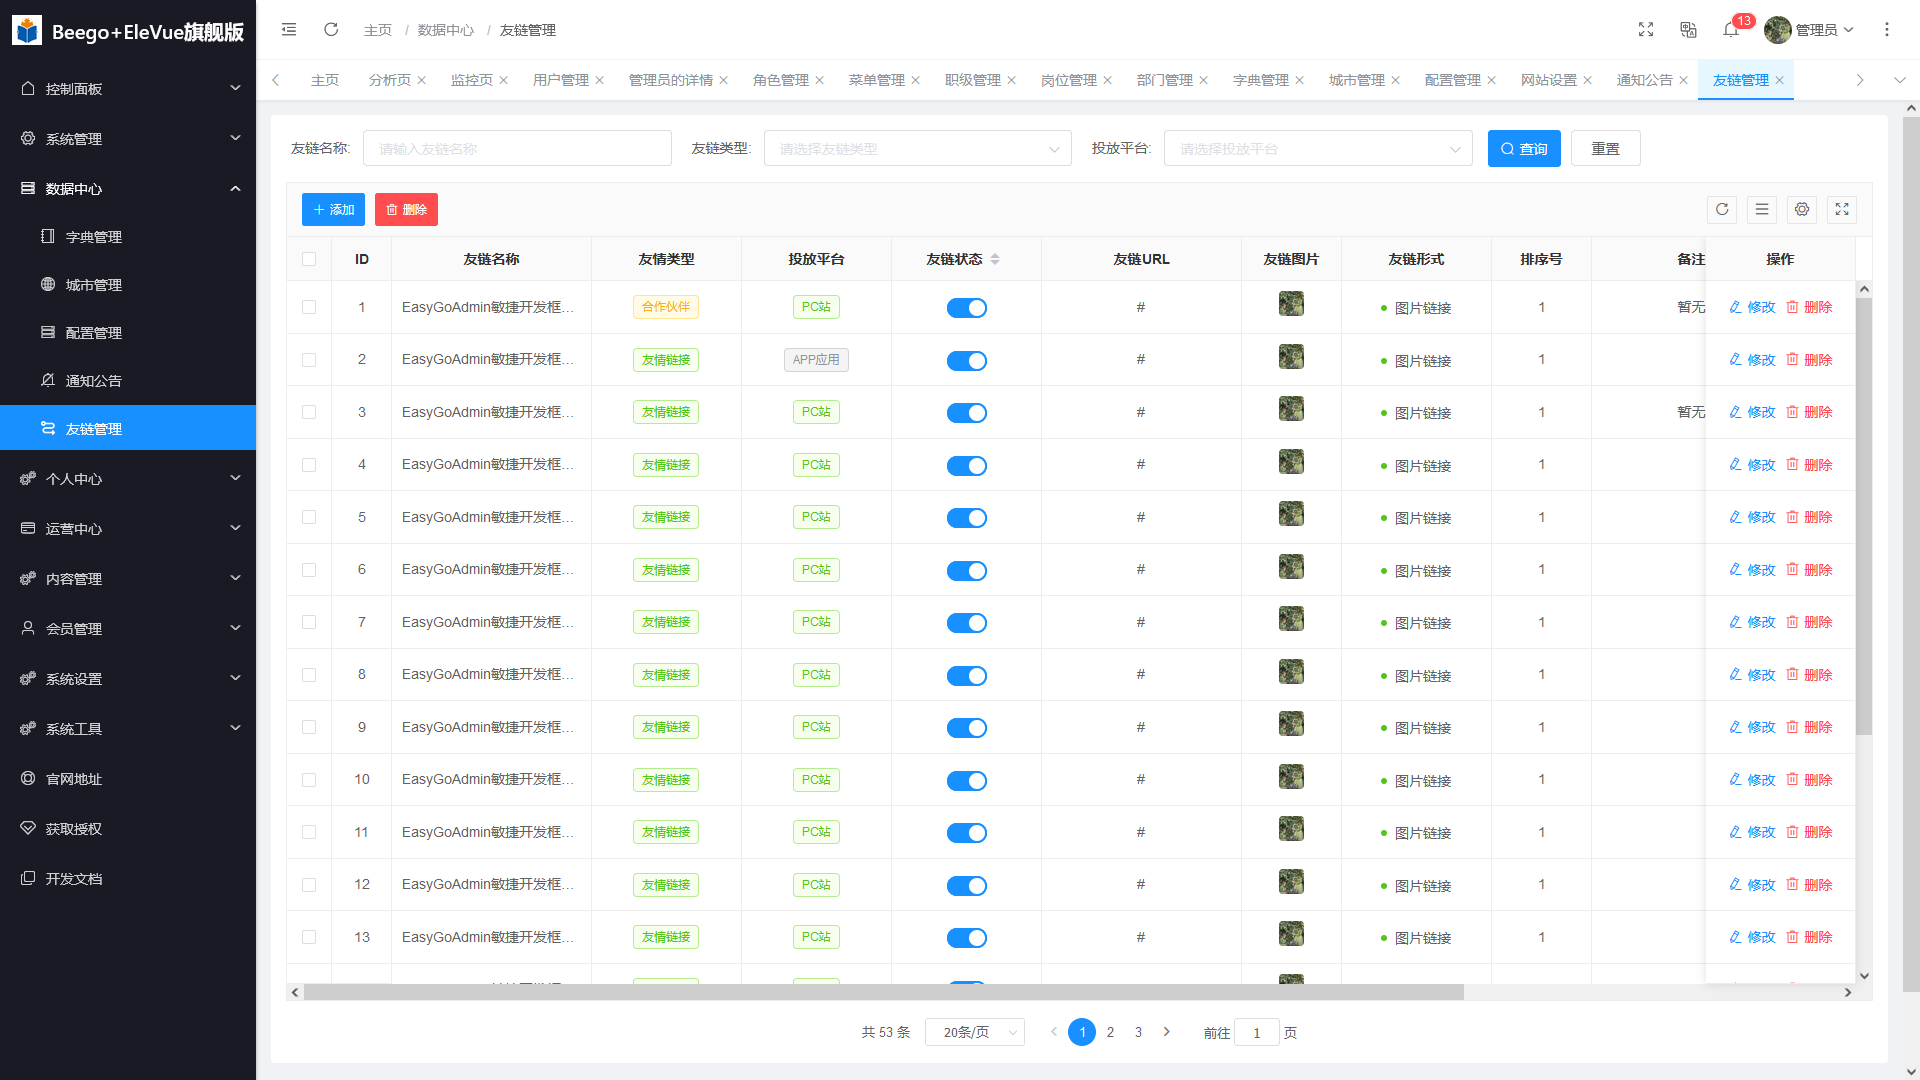 Beego+EleVue旗舰版
控制面板
系统管理
数据中心
字典管理
城市管理
配置管理
通知公告
友链管理
个人中心
运营中心
内容管理
会员管理
系统设置
系统工具
官网地址
获取授权
开发文档
主页 / 数据中心 / 友链管理
13
管理员
主页 分析页 监控页 用户管理 管理员的详情 角色管理 菜单管理 职级管理 岗位管理 部门管理 字典管理 城市管理 配置管理 网站设置 通知公告 友链管理
友链名称: 请输入友链名称 友链类型: 请选择友链类型 投放平台: 请选择投放平台 查询 重置
添加 删除
ID 友链名称 友情类型 投放平台 友链状态 友链URL 友链图片 友链形式 排序号 备注 操作
1 EasyGoAdmin敏捷开发框... 合作伙伴 PC站 # 图片链接 1 暂无 修改 删除
2 EasyGoAdmin敏捷开发框... 友情链接 APP应用 # 图片链接 1 修改 删除
3 EasyGoAdmin敏捷开发框... 友情链接 PC站 # 图片链接 1 暂无 修改 删除
4 EasyGoAdmin敏捷开发框... 友情链接 PC站 # 图片链接 1 修改 删除
5 EasyGoAdmin敏捷开发框... 友情链接 PC站 # 图片链接 1 修改 删除
6 EasyGoAdmin敏捷开发框... 友情链接 PC站 # 图片链接 1 修改 删除
7 EasyGoAdmin敏捷开发框... 友情链接 PC站 # 图片链接 1 修改 删除
8 EasyGoAdmin敏捷开发框... 友情链接 PC站 # 图片链接 1 修改 删除
9 EasyGoAdmin敏捷开发框... 友情链接 PC站 # 图片链接 1 修改 删除
10 EasyGoAdmin敏捷开发框... 友情链接 PC站 # 图片链接 1 修改 删除
11 EasyGoAdmin敏捷开发框... 友情链接 PC站 # 图片链接 1 修改 删除
12 EasyGoAdmin敏捷开发框... 友情链接 PC站 # 图片链接 1 修改 删除
13 EasyGoAdmin敏捷开发框... 友情链接 PC站 # 图片链接 1 修改 删除
共 53 条 20条/页 1 2 3 前往 1 页